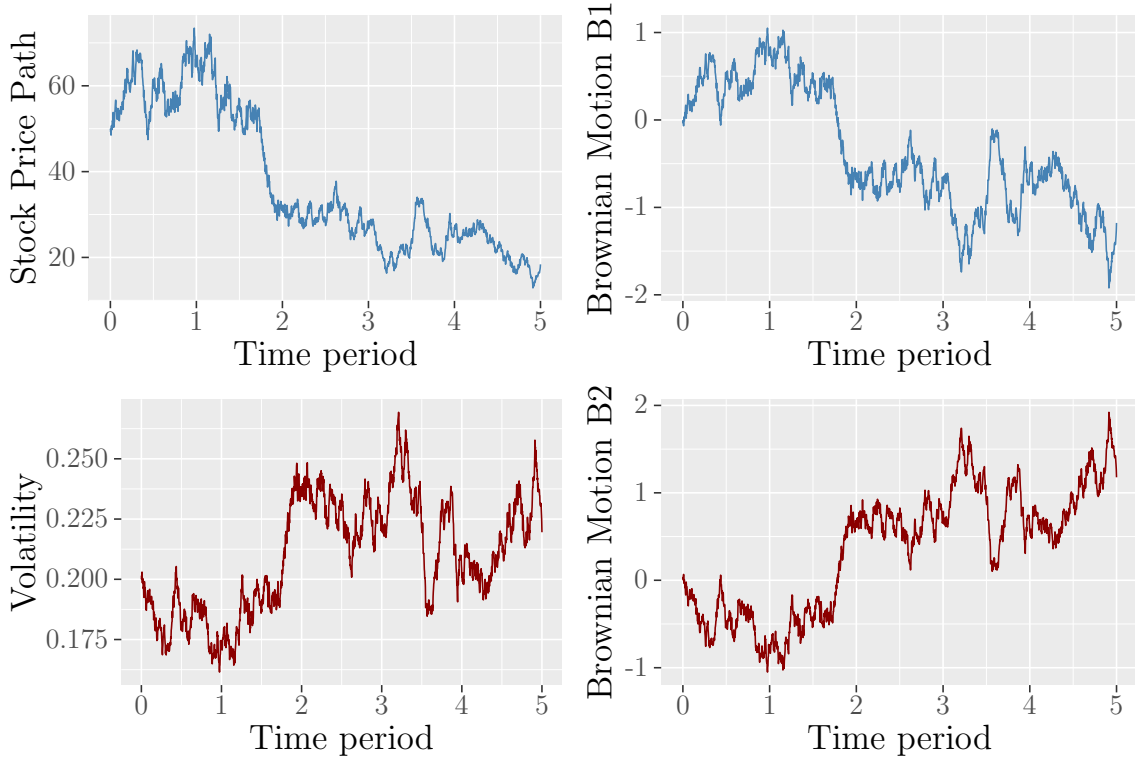 Stock Price Path
60
40
20
0 1 2 3 4 5
Time period
Brownian Motion B1
1
0
-1
-2
0 1 2 3 4 5
Time period
Volatility
0.250
0.225
0.200
0.175
0 1 2 3 4 5
Time period
Brownian Motion B2
2
1
0
-1
0 1 2 3 4 5
Time period